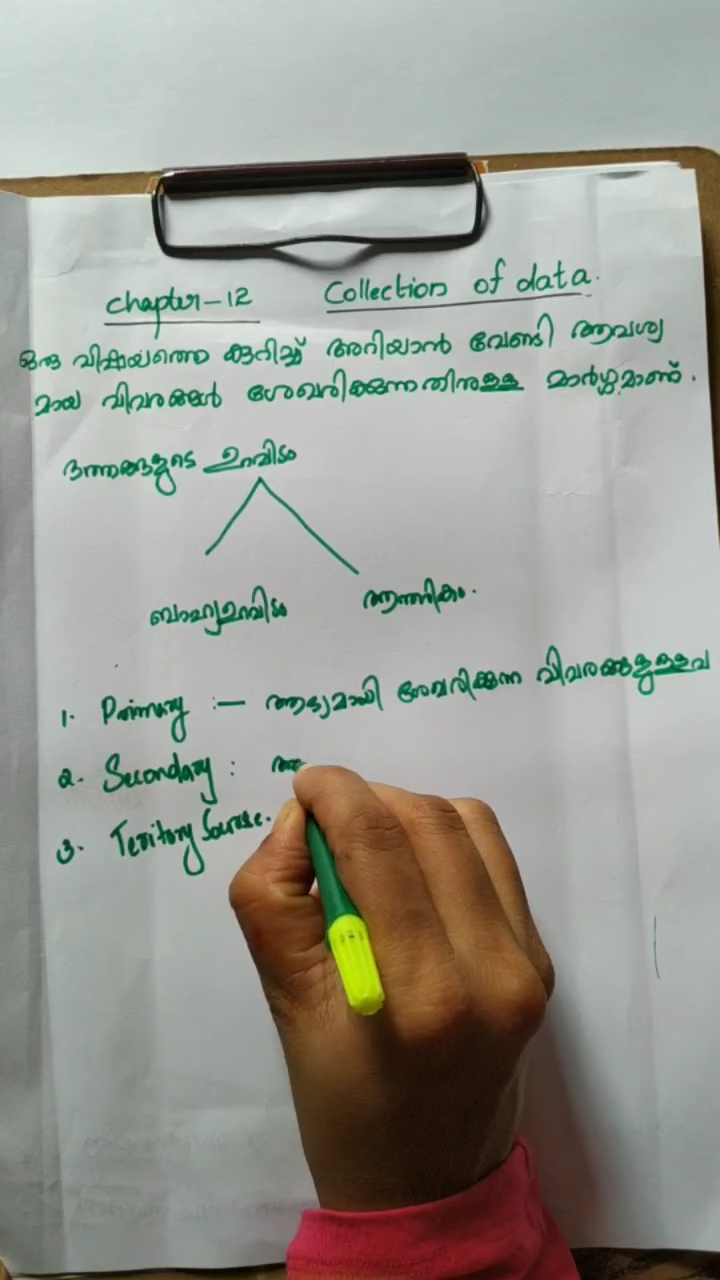 Chapter-12 Collection of data.
ഒരു വിഷയത്തെ കുറിച്ച് അറിയാൻ വേണ്ടി ആവശ്യ
മായ വിവരങ്ങൾ ശേഖരിക്കുന്നതിനുള്ള മാർഗ്ഗമാണ്.
ദത്തങ്ങളുടെ ഉറവിടം
ബാഹ്യഉറവിടം ആന്തരികം.
1. Primary :— ആദ്യമായി ശേഖരിക്കുന്ന വിവരങ്ങളുള്ളവ
2. Secondary :
3. Teritory Source.